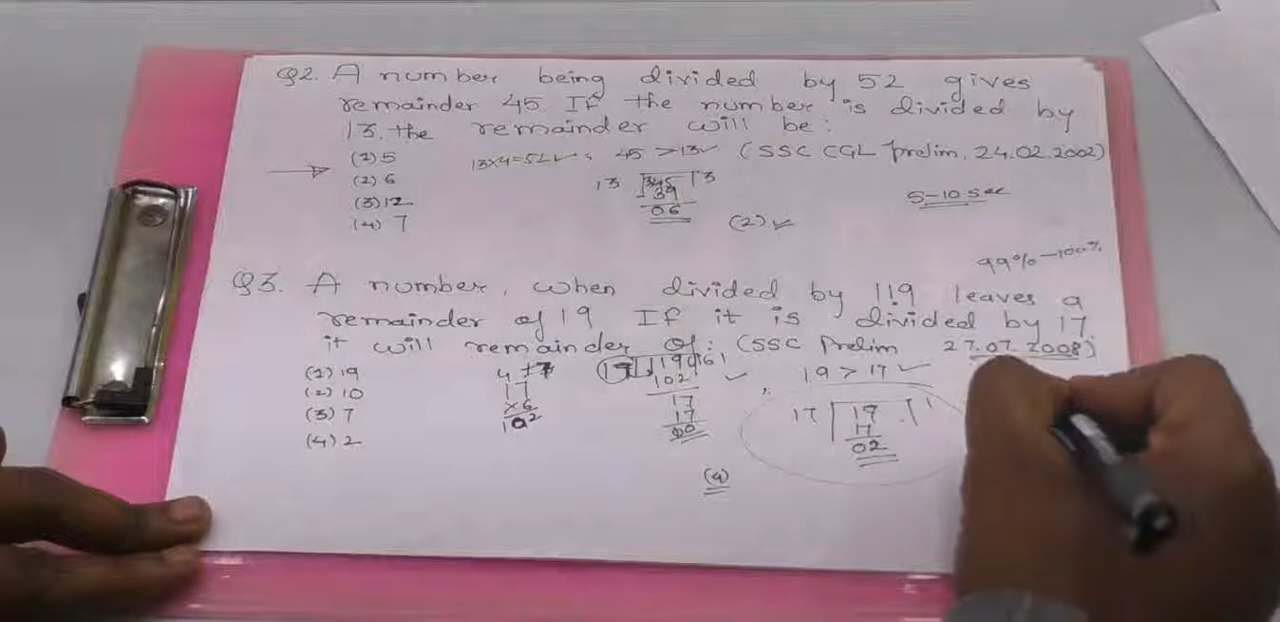 Q2. A number being divided by 52 gives
remainder 45. If the number is divided by
13. the remainder will be:
(1) 5
13×4=52✓, 45 >13✓ (SSC CGL Prelim. 24.02.2002)
(2) 6
13 45 3
39
06
5-10 sec
(3) 12
(4) 7
(2)✓
99%-100%
Q3. A number, when divided by 119 leaves a
remainder of 19 If it is divided by 17.
it will remainder of: (SSC Prelim 27.07.2008)
(1) 19
(2) 10
(3) 7
(4) 2
17
×6
102
102
17
17
00
19 > 17 ✓
17 19 1
17
02
(4)